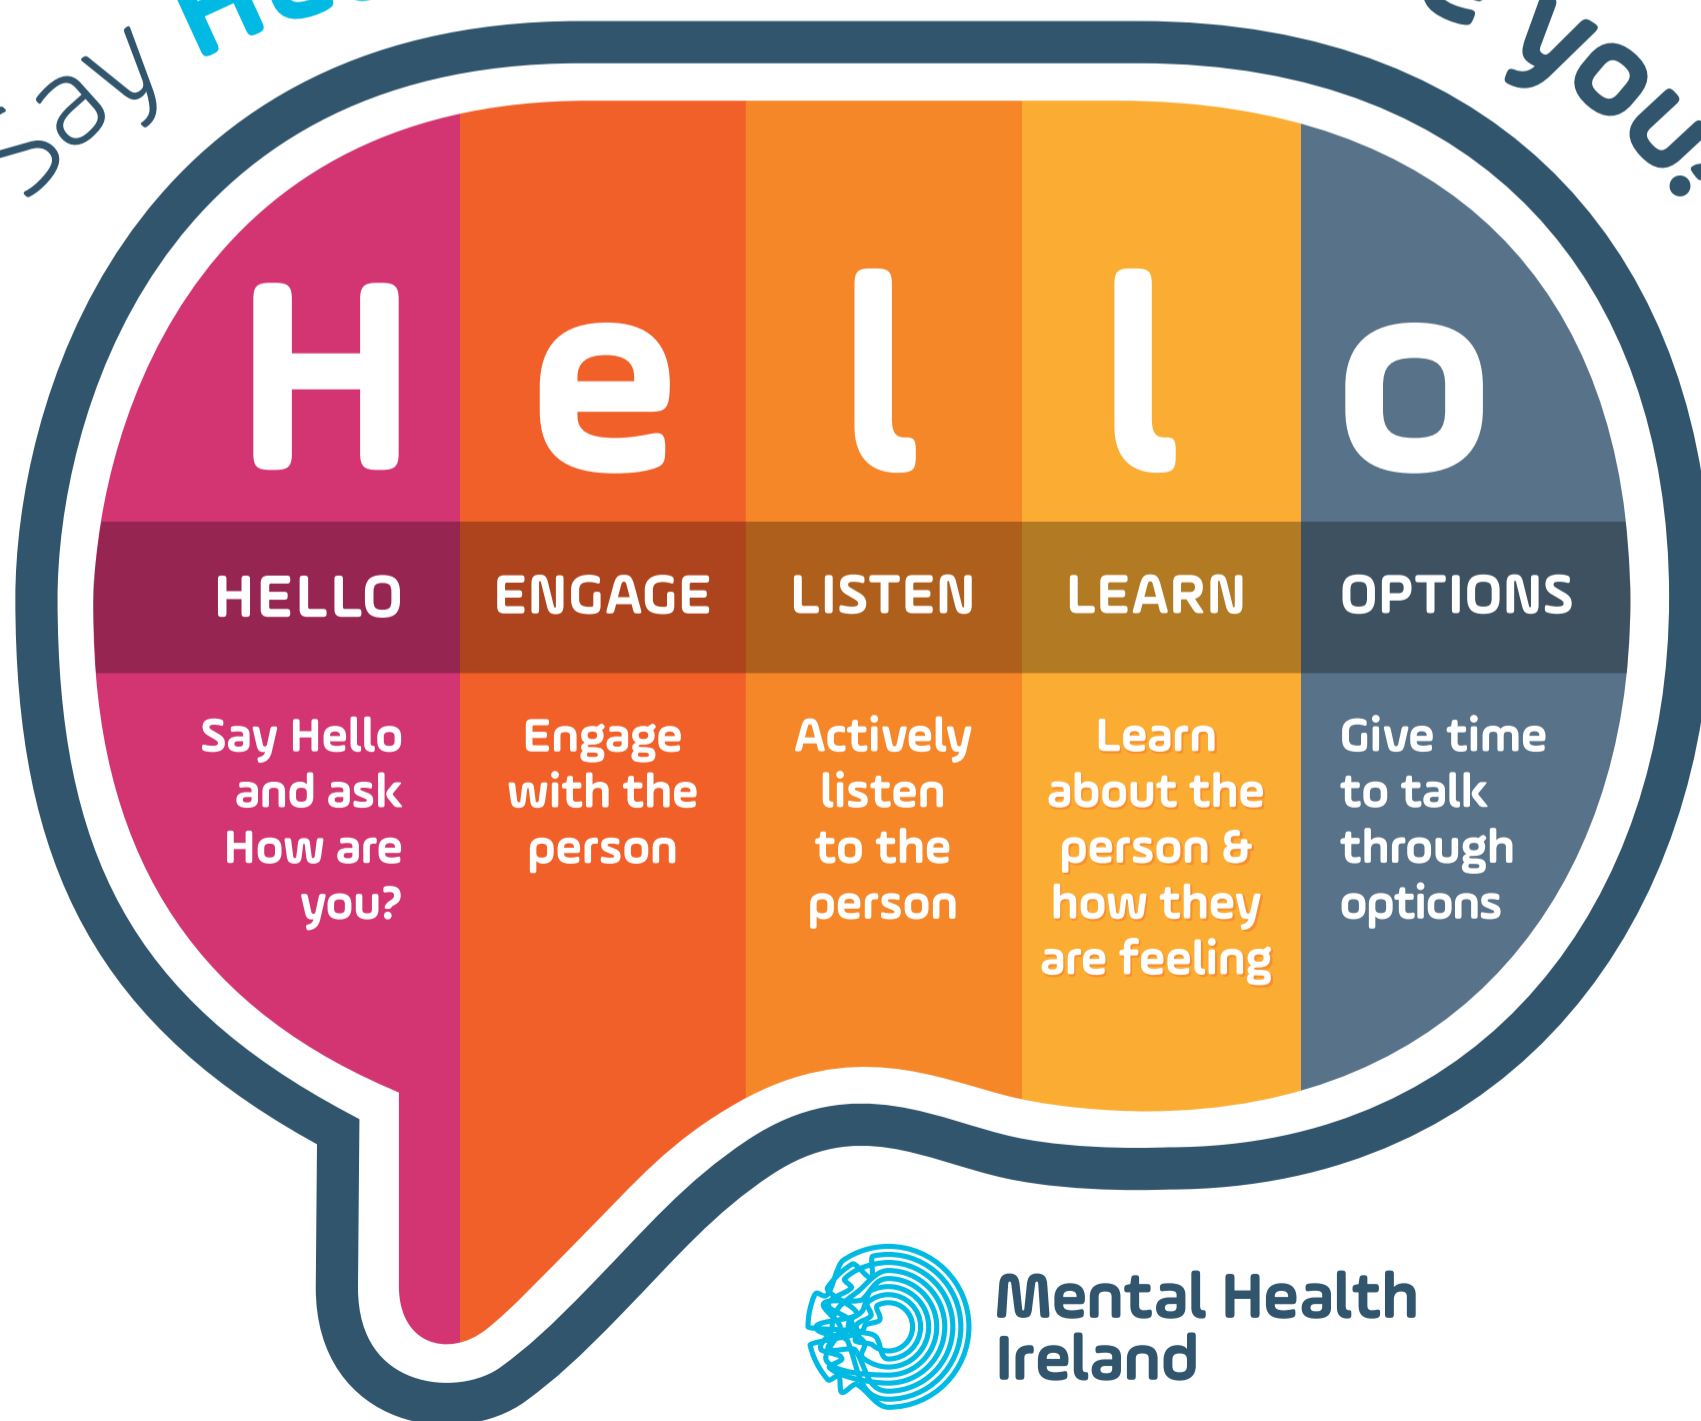 Say
you?
H e l l o
HELLO ENGAGE LISTEN LEARN OPTIONS
Say Hello
and ask
How are
you?
Engage
with the
person
Actively
listen
to the
person
Learn
about the
person &
how they
are feeling
Give time
to talk
through
options
Mental Health
Ireland